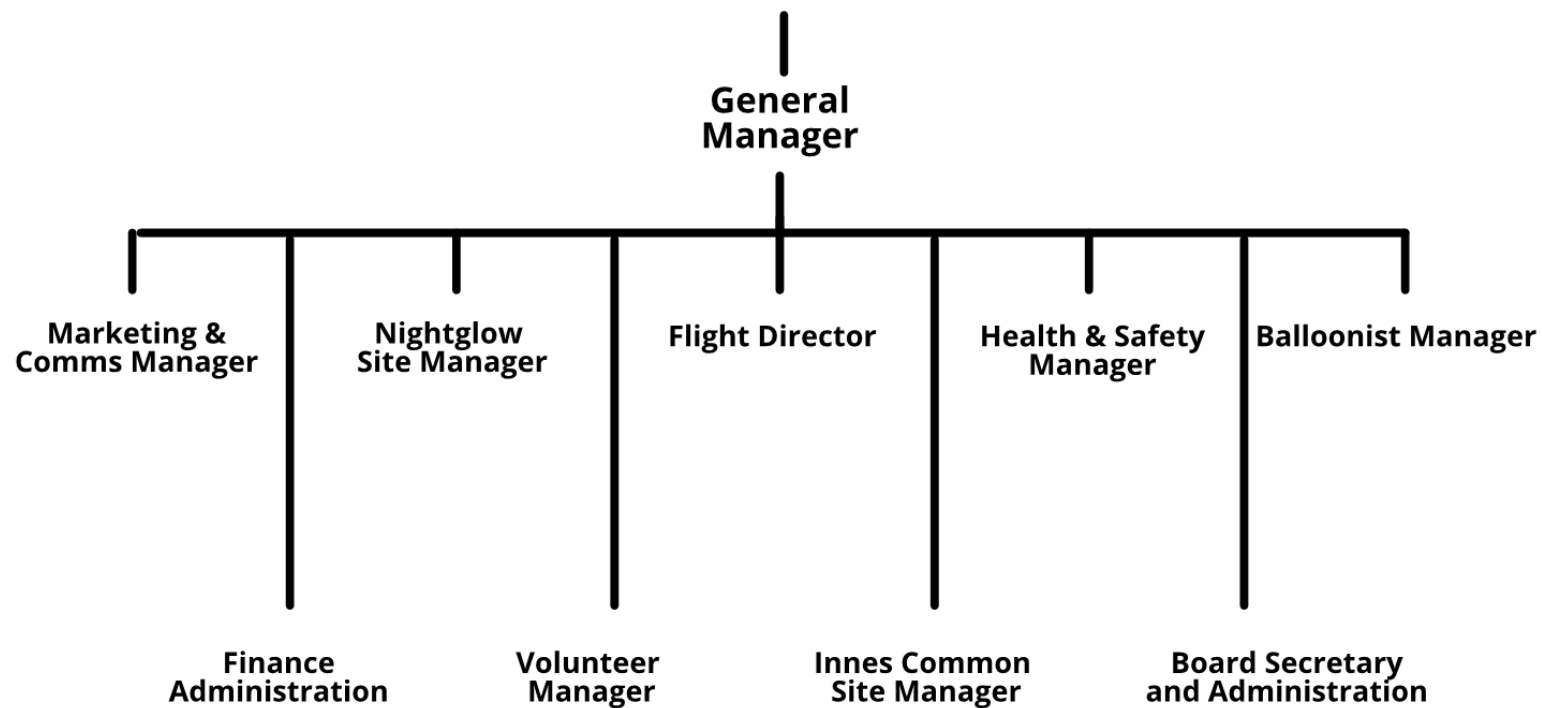 General
Manager
Marketing &
Comms Manager
Nightglow
Site Manager
Flight Director
Health & Safety
Manager
Balloonist Manager
Finance
Administration
Volunteer
Manager
Innes Common
Site Manager
Board Secretary
and Administration